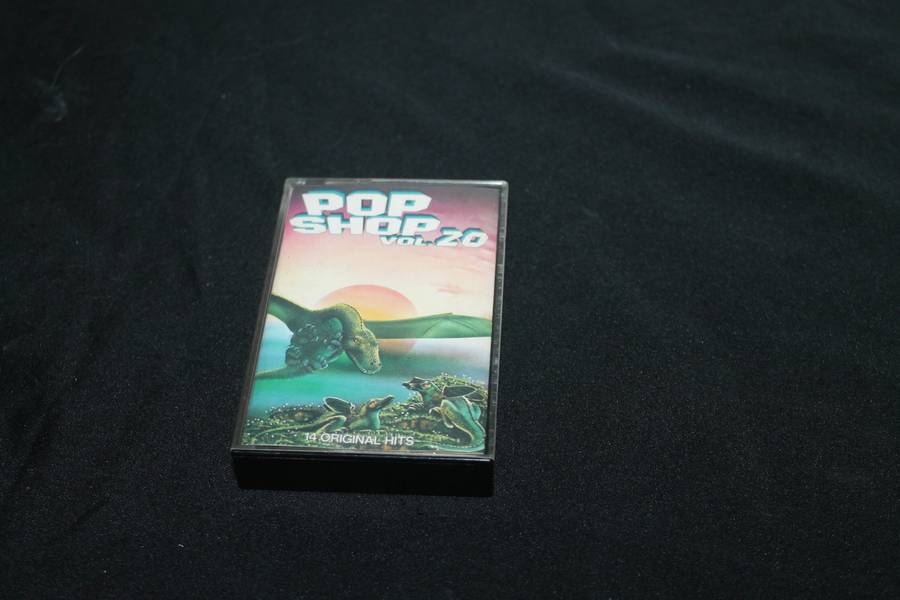 POP
SHOP
VOL. 20
14 ORIGINAL HITS